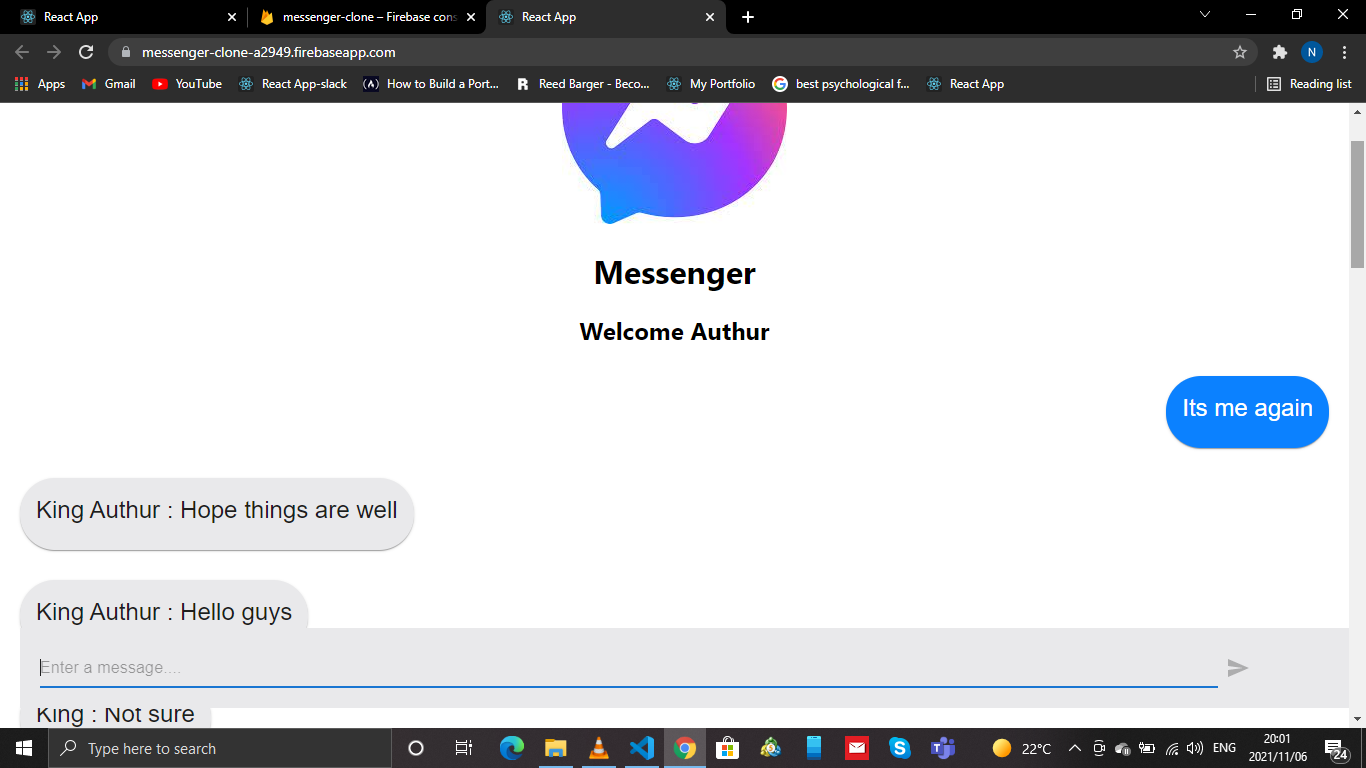 React App
messenger-clone – Firebase cons
React App
messenger-clone-a2949.firebaseapp.com
N
Apps
Gmail
YouTube
React App-slack
How to Build a Port...
Reed Barger - Beco...
My Portfolio
best psychological f...
React App
Reading list
Messenger
Welcome Authur
Its me again
King Authur : Hope things are well
King Authur : Hello guys
Enter a message....
King : Not sure
Type here to search
22°C
ENG
20:01
2021/11/06
24